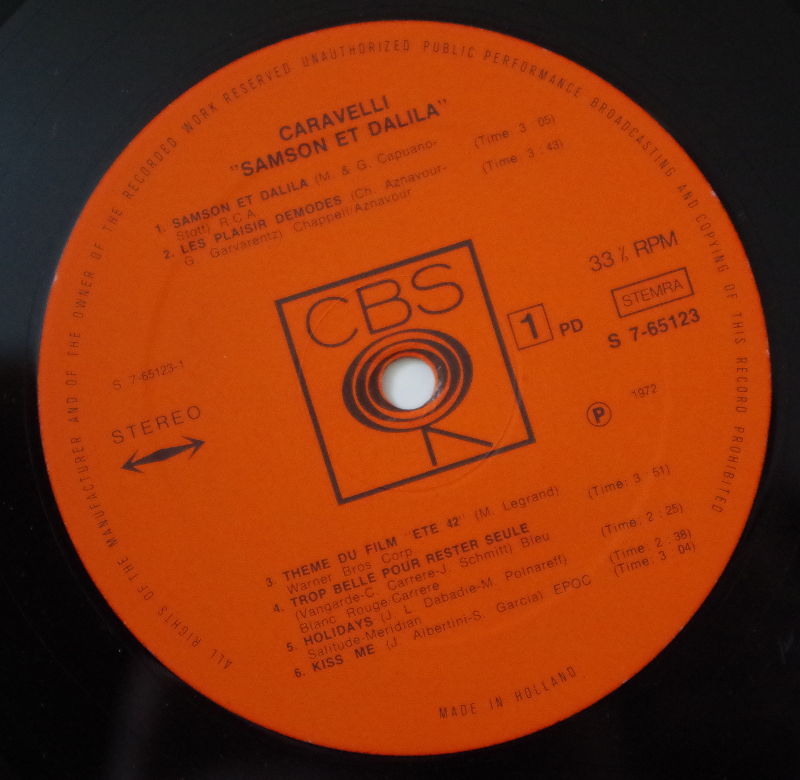 ALL RIGHTS OF THE MANUFACTURER AND OF THE OWNER OF THE RECORDED WORK RESERVED UNAUTHORIZED PUBLIC PERFORMANCE BROADCASTING AND COPYING OF THIS RECORD PROHIBITED
CARAVELLI
"SAMSON ET DALILA"
1. SAMSON ET DALILA (M. & G. Capuano- (Time: 3 : 05)
Stott) R.C.A.
2. LES PLAISIR DEMODES (Ch. Aznavour- (Time: 3 : 43)
G. Garvarentz) Chappell/Aznavour
CBS
33 ⅓ RPM
STEMRA
1 PD
S 7-65123
S 7-65123-1
STEREO
Ⓟ 1972
3. THEME DU FILM "ETE 42" (M. Legrand) (Time: 3 : 51)
Warner Bros Corp.
4. TROP BELLE POUR RESTER SEULE (Time: 2 : 25)
(Vangarde-C. Carrere-J. Schmitt) Bleu
Blanc Rouge/Carrere
5. HOLIDAYS (J. L. Dabadie-M. Polnareff) (Time: 2 : 38)
Salitude-Meridian
6. KISS ME (J. Albertini-S. Garcia) EPOC (Time: 3 : 04)
MADE IN HOLLAND